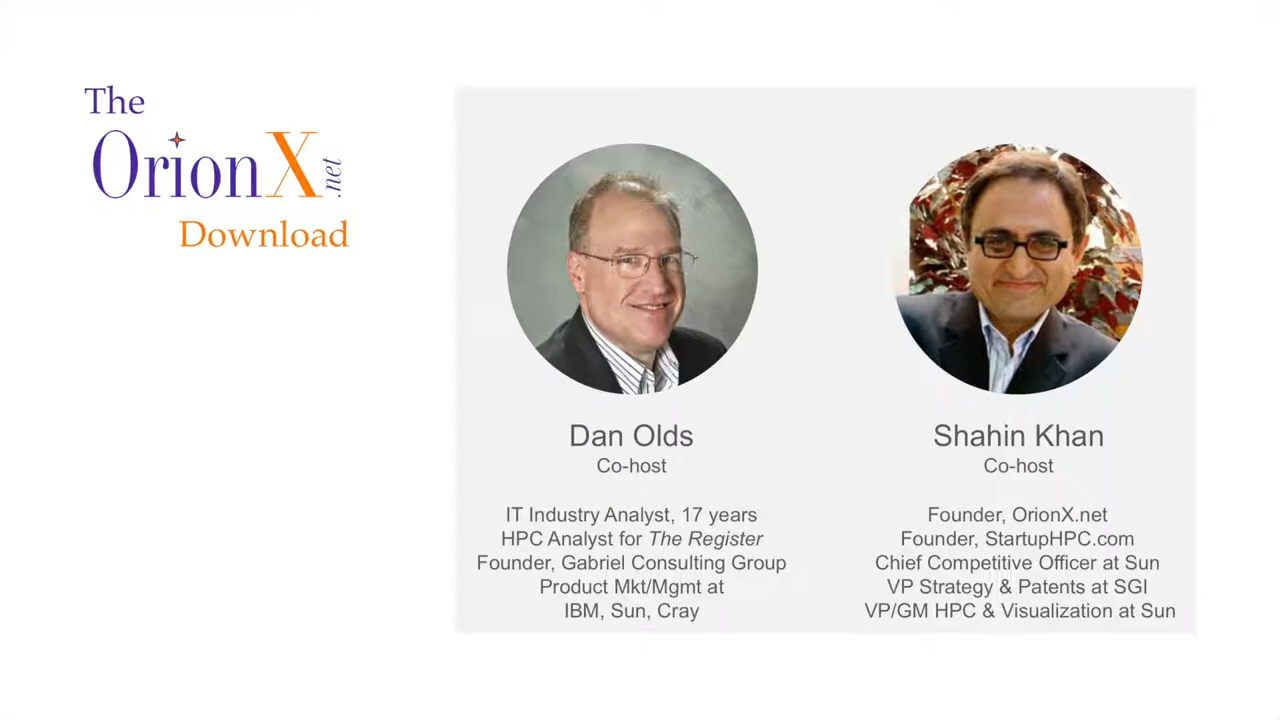 The
OrionX.net
Download
Dan Olds
Co-host
IT Industry Analyst, 17 years
HPC Analyst for The Register
Founder, Gabriel Consulting Group
Product Mkt/Mgmt at
IBM, Sun, Cray
Shahin Khan
Co-host
Founder, OrionX.net
Founder, StartupHPC.com
Chief Competitive Officer at Sun
VP Strategy & Patents at SGI
VP/GM HPC & Visualization at Sun